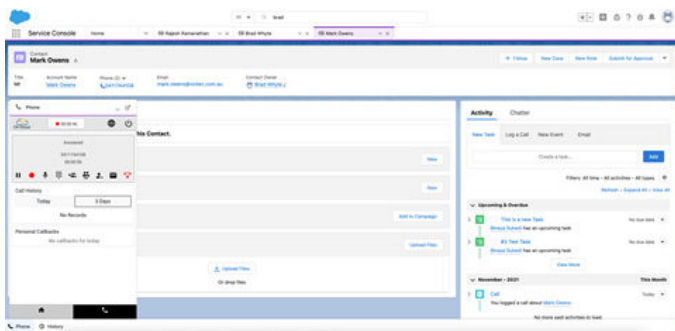 brad
Service Console
Home
Rajesh Ramanathan
Brad Whyte
Mark Owens
Contact
Mark Owens
+ Follow
New Case
New Note
Submit for Approval
Title
Account Name
Phone (2)
Email
Contact Owner
Mark Owens
Brad Whyte
Phone
his Contact.
Answered
Call History
Today
3 Days
No Records
Personal Callbacks
No callbacks for today
New
New
Add to Campaign
Upload Files
Upload Files
Or drop files
Activity
Chatter
New Task
Log a Call
New Event
Email
Create a task...
Add
Filters: All time • All activities • All types
Refresh • Expand All • View All
Upcoming & Overdue
This is a new Task
No due date
has an upcoming task
#3 Test Task
No due date
has an upcoming task
View More
November • 2021
This Month
Call
Today
You logged a call about Mark Owens
No more past activities to load.
Phone
History